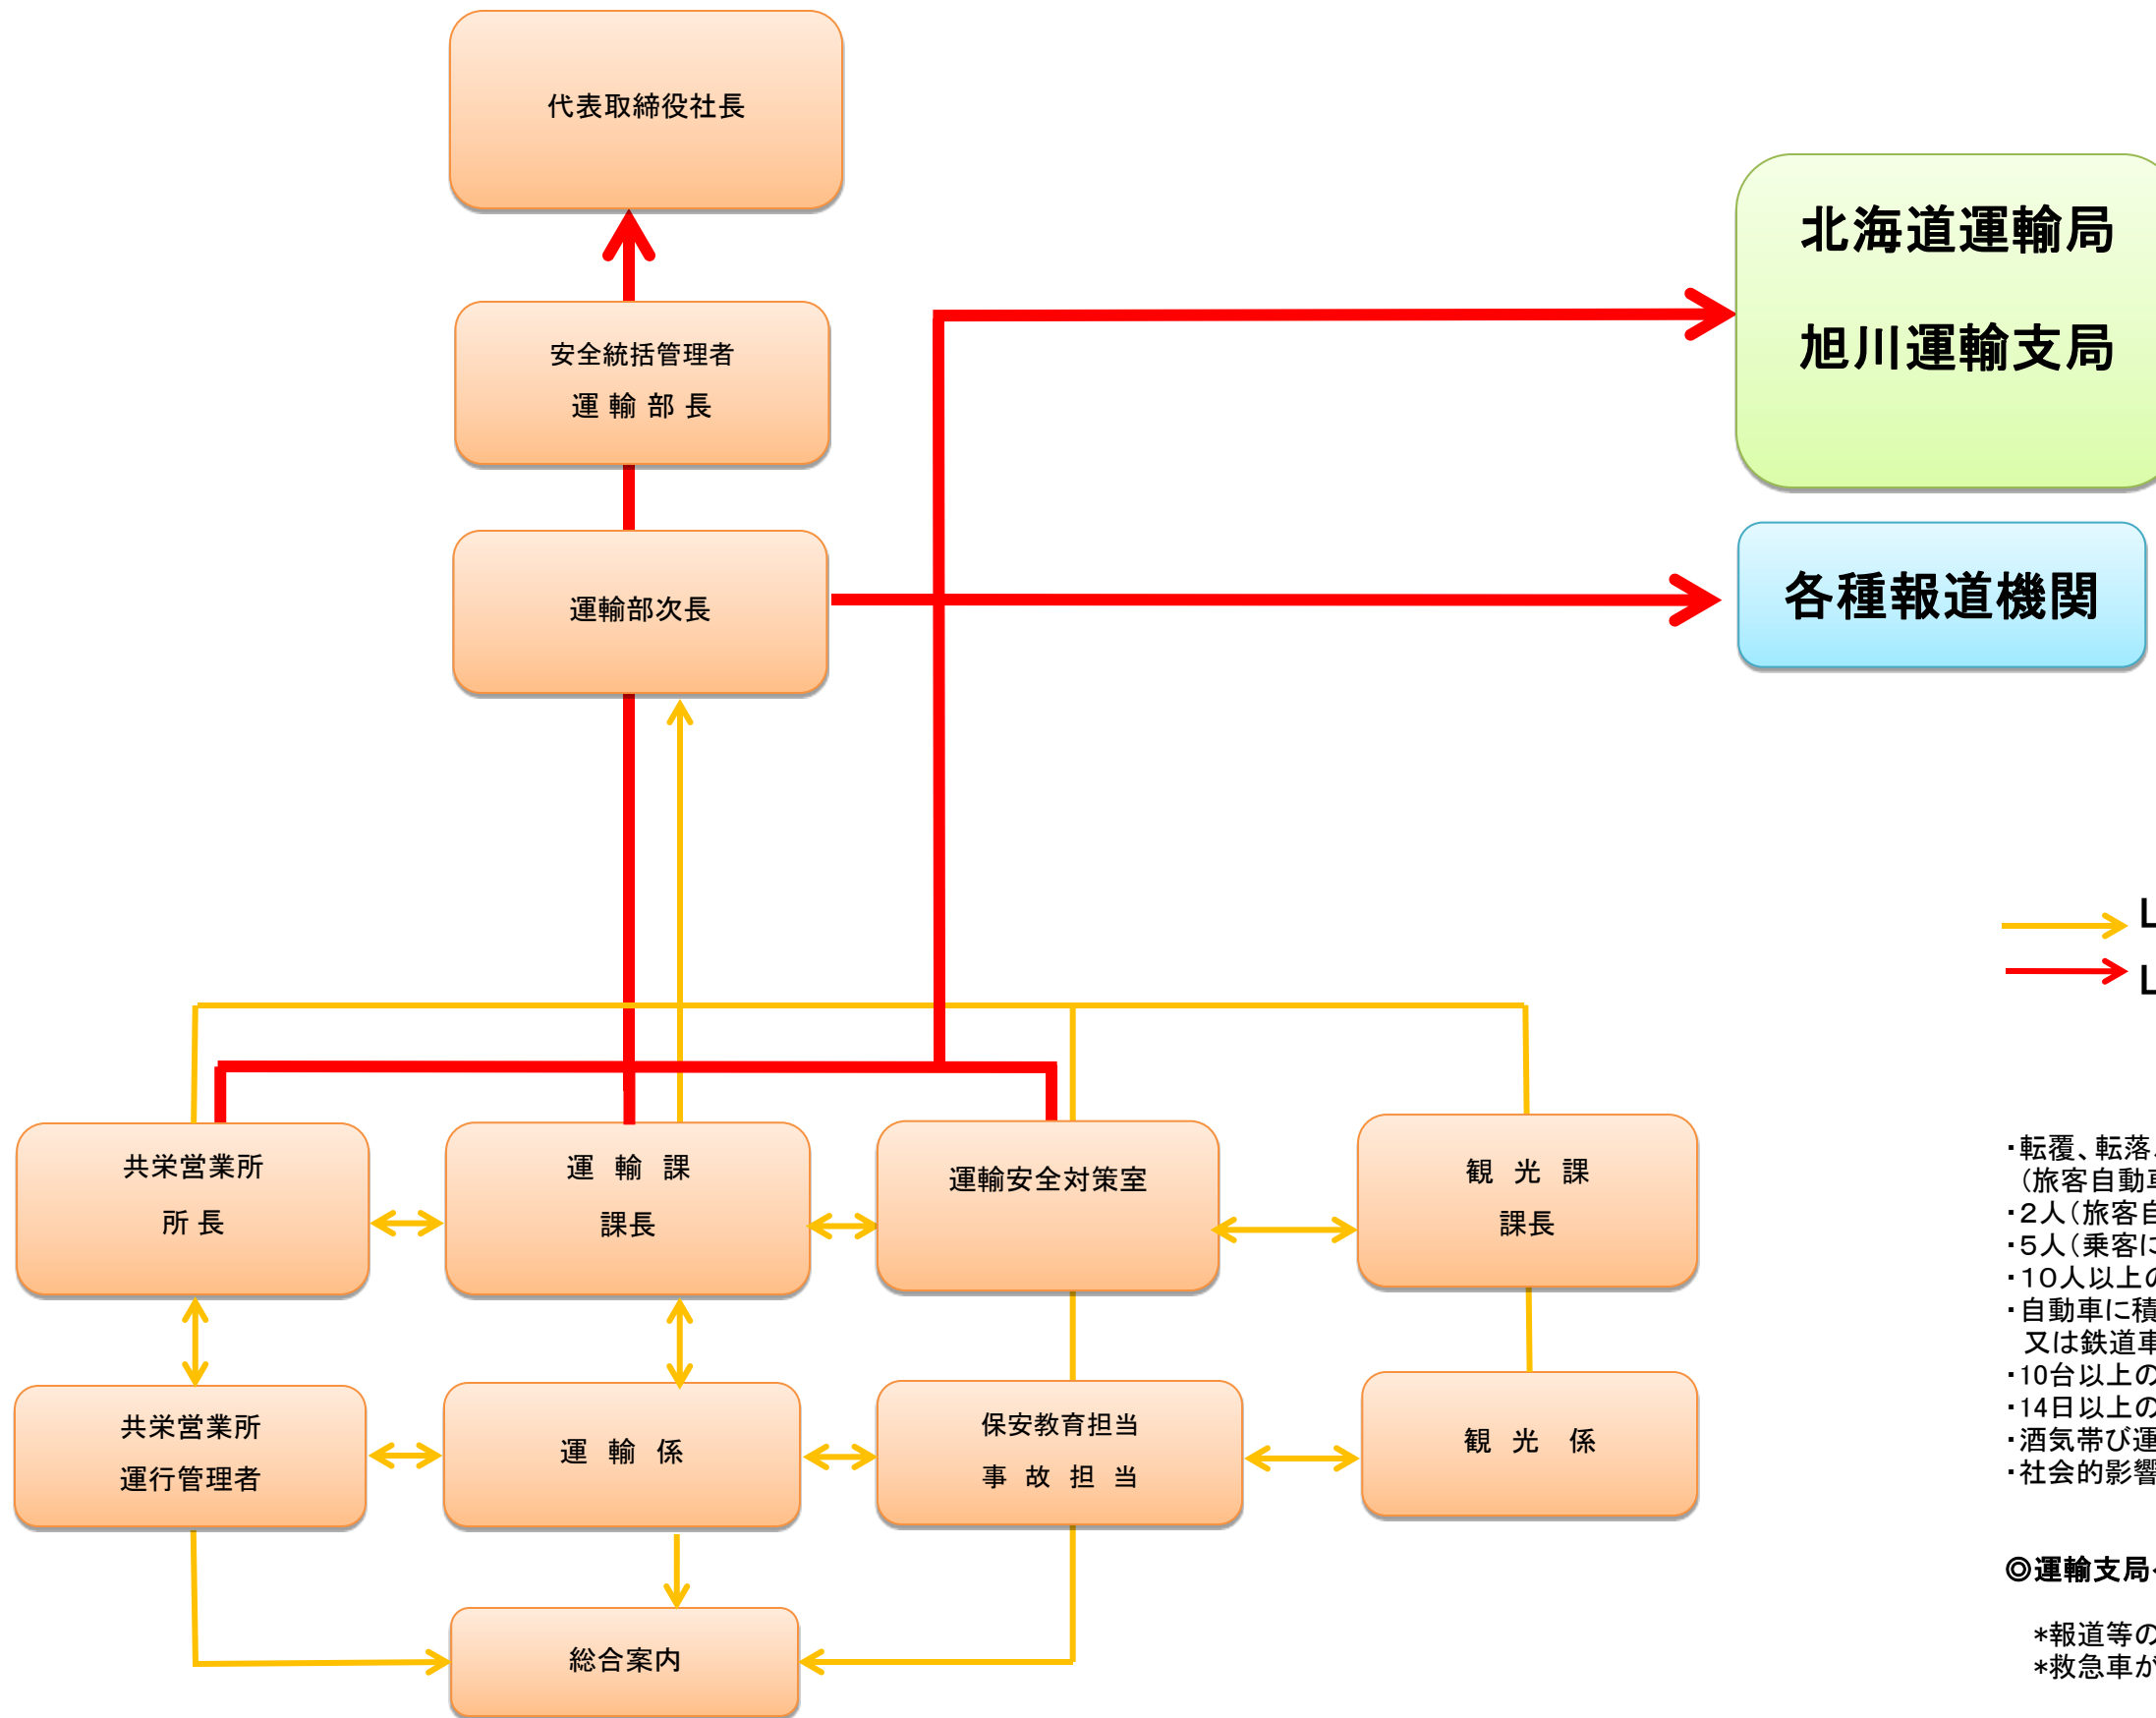 代表取締役社長
安全統括管理者
運 輸 部 長
運輸部次長
北海道運輸局
旭川運輸支局
各種報道機関
L
L
共栄営業所
所 長
運 輸 課
課長
運輸安全対策室
観 光 課
課長
共栄営業所
運行管理者
運 輸 係
保安教育担当
事 故 担 当
観 光 係
総合案内
・転覆、転落
（旅客自動
・２人（旅客
・５人（乗客に
・１０人以上
・自動車に積
又は鉄道
・10台以上の
・14日以上の
・酒気帯び運
・社会的影響
◎運輸支局
*報道等の
*救急車が